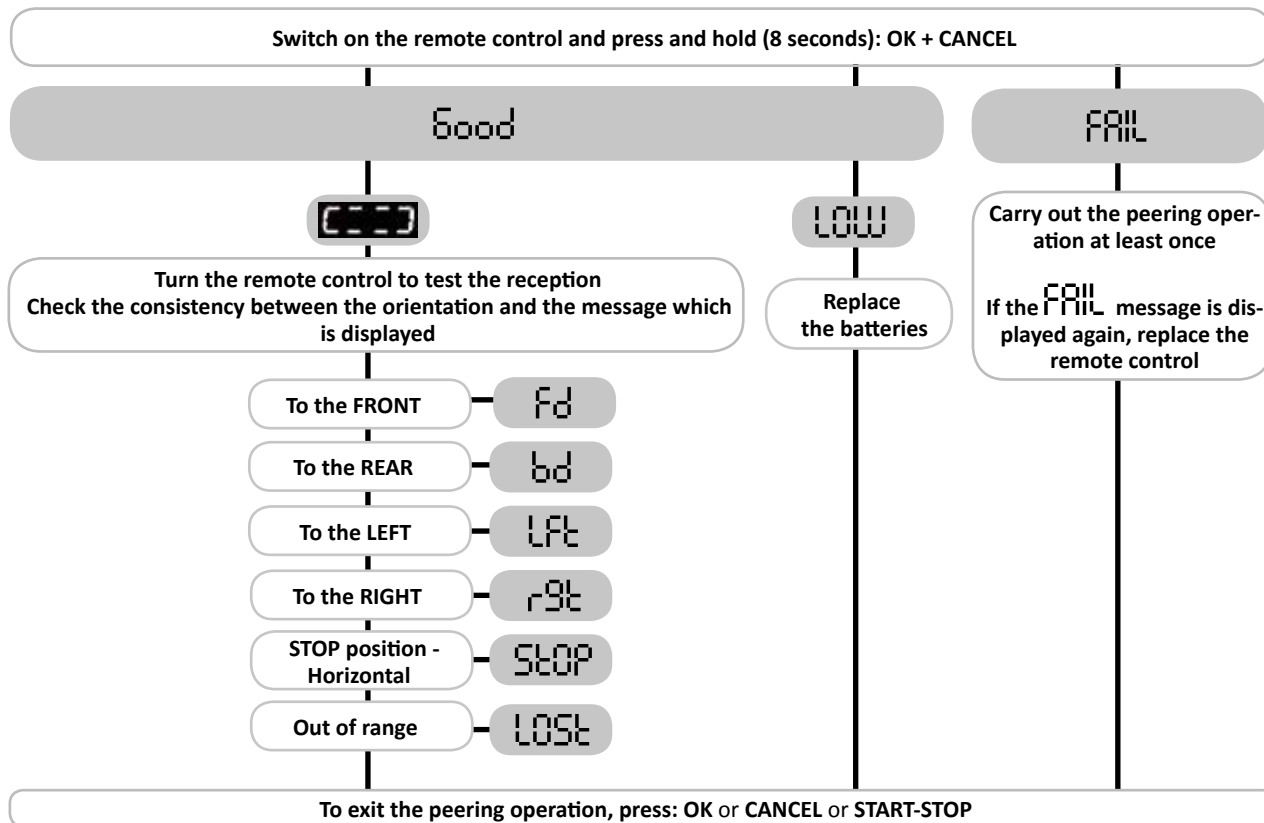 Switch on the remote control and press and hold (8 seconds): OK + CANCEL
Good
FAIL
LOW
Turn the remote control to test the reception
Check the consistency between the orientation and the message which
is displayed
Replace
the batteries
Carry out the peering oper-
ation at least once
If the FAIL message is dis-
played again, replace the
remote control
To the FRONT
Fd
To the REAR
bd
To the LEFT
LFt
To the RIGHT
rgt
STOP position -
Horizontal
StOP
Out of range
LOSt
To exit the peering operation, press: OK or CANCEL or START-STOP